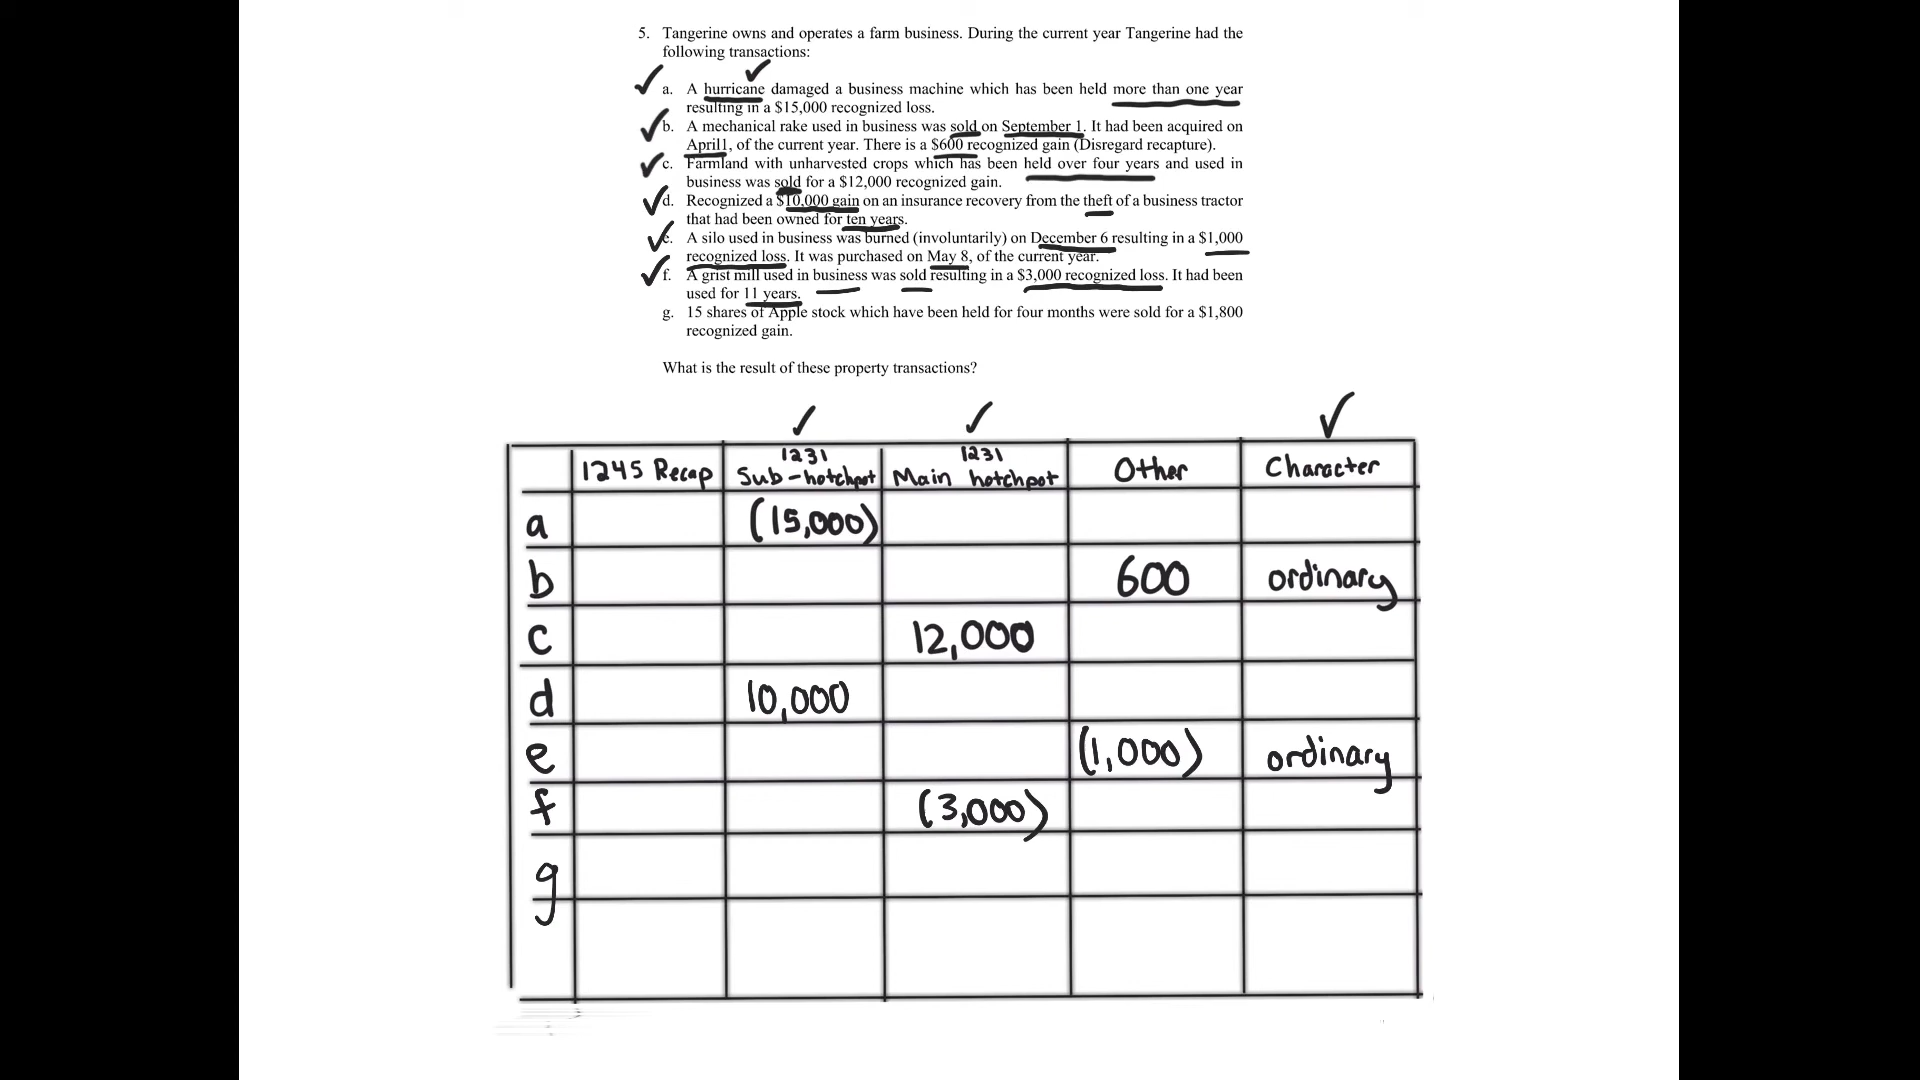 5. Tangerine owns and operates a farm business. During the current year Tangerine had the
following transactions:
a. A hurricane damaged a business machine which has been held more than one year
resulting in a $15,000 recognized loss.
b. A mechanical rake used in business was sold on September 1. It had been acquired on
April1, of the current year. There is a $600 recognized gain (Disregard recapture).
c. Farmland with unharvested crops which has been held over four years and used in
business was sold for a $12,000 recognized gain.
d. Recognized a $10,000 gain on an insurance recovery from the theft of a business tractor
that had been owned for ten years.
e. A silo used in business was burned (involuntarily) on December 6 resulting in a $1,000
recognized loss. It was purchased on May 8, of the current year.
f. A grist mill used in business was sold resulting in a $3,000 recognized loss. It had been
used for 11 years.
g. 15 shares of Apple stock which have been held for four months were sold for a $1,800
recognized gain.
What is the result of these property transactions?
1245 Recap 1231 Sub-hotchpot 1231 Main hotchpot Other Character
a (15,000)
b 600 ordinary
c 12,000
d 10,000
e (1,000) ordinary
f (3,000)
g